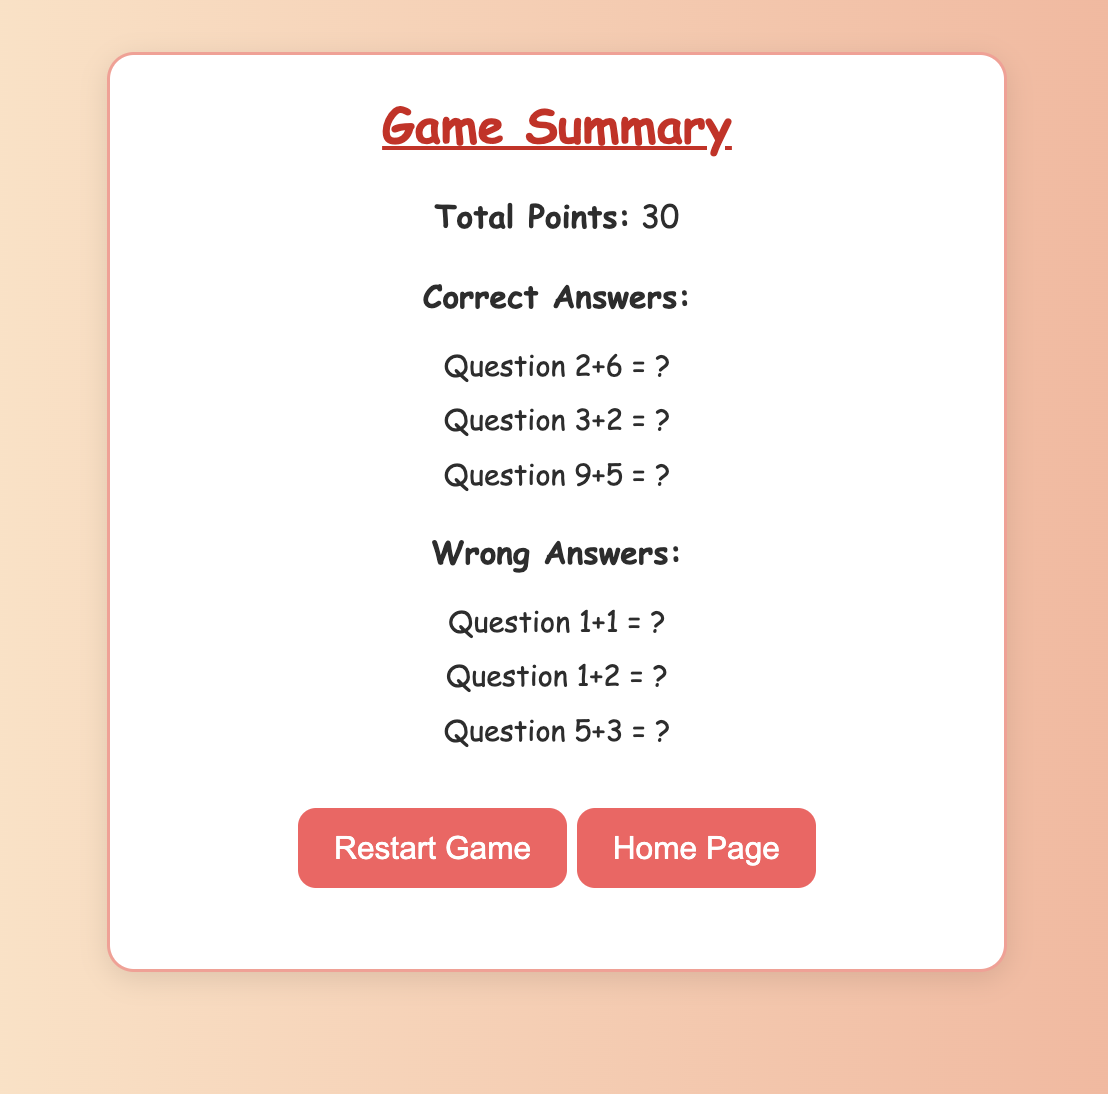 Game Summary
Total Points: 30
Correct Answers:
Question 2+6 = ?
Question 3+2 = ?
Question 9+5 = ?
Wrong Answers:
Question 1+1 = ?
Question 1+2 = ?
Question 5+3 = ?
Restart Game Home Page